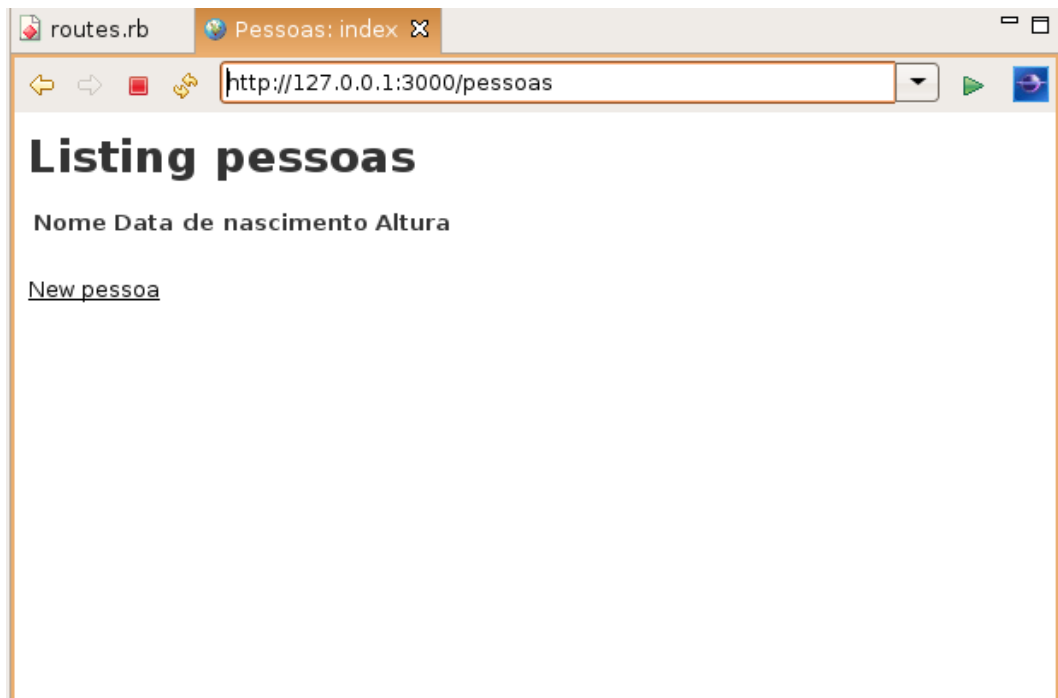 routes.rb Pessoas: index
http://127.0.0.1:3000/pessoas
Listing pessoas
Nome Data de nascimento Altura
New pessoa